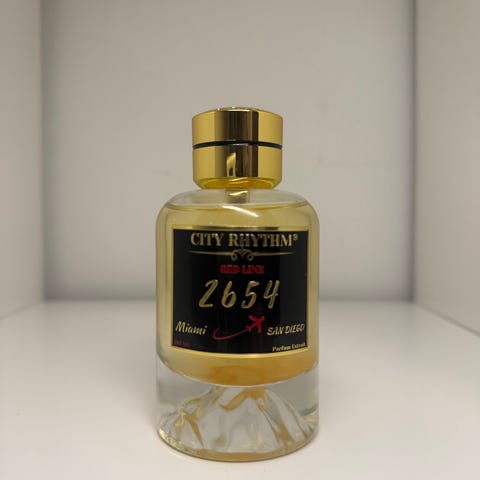 CITY RHYTHM®
RED LINE
2654
Miami SAN DIEGO
Parfum Extrait